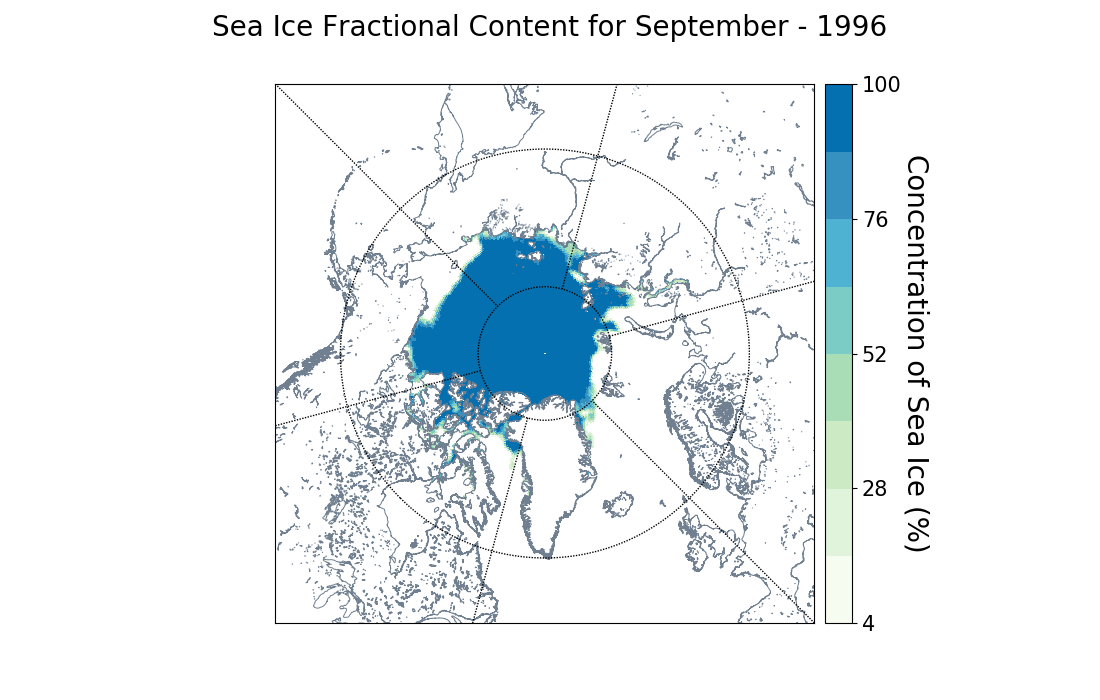 Sea Ice Fractional Content for September - 1996
100
76
52
28
4
Concentration of Sea Ice (%)